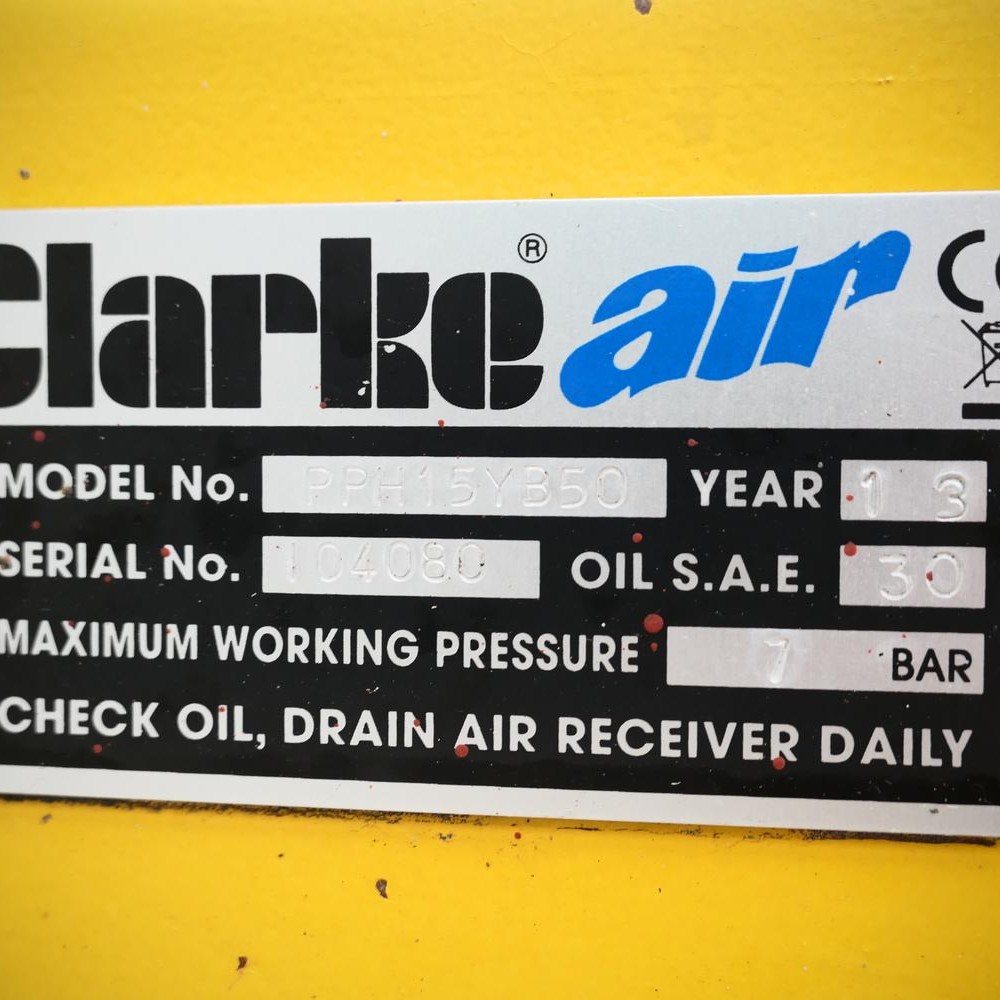 Clarke® air CE
MODEL No. PPH15YB50 YEAR 13
SERIAL No. 104080 OIL S.A.E. 30
MAXIMUM WORKING PRESSURE 7 BAR
CHECK OIL, DRAIN AIR RECEIVER DAILY